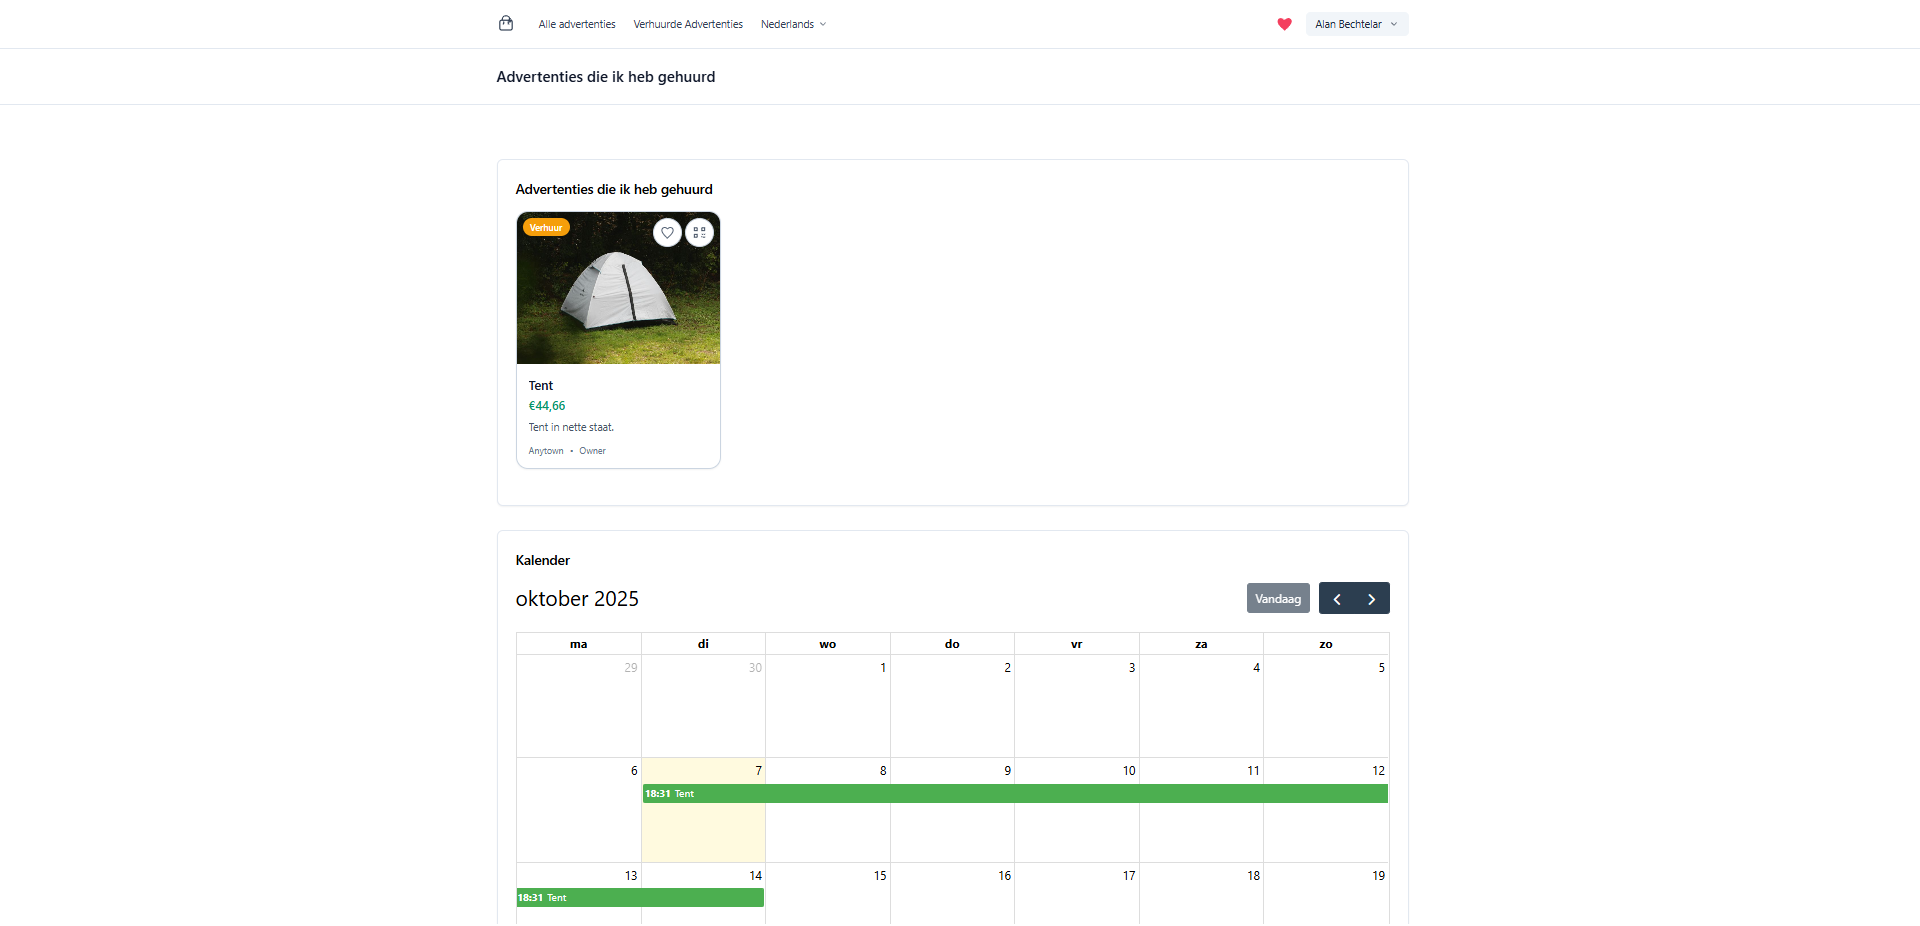 Alle advertenties Verhuurde Advertenties Nederlands Alan Bechtelar
Advertenties die ik heb gehuurd
Advertenties die ik heb gehuurd
Verhuur
Tent
€44,66
Tent in nette staat.
Anytown • Owner
Kalender
oktober 2025 Vandaag
ma di wo do vr za zo
29 30 1 2 3 4 5
6 7 8 9 10 11 12
18:31 Tent
13 14 15 16 17 18 19
18:31 Tent